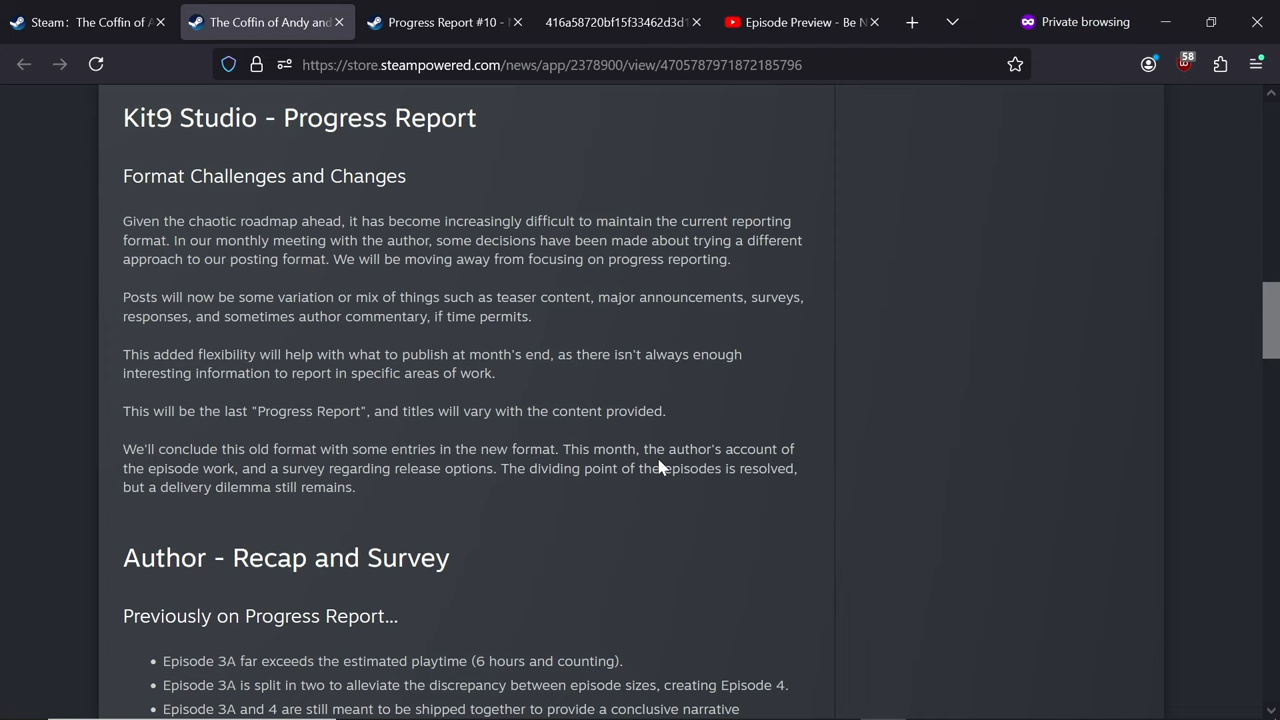 Steam : The Coffin of A
The Coffin of Andy and
Progress Report #10 - N
416a58720bf15f33462d3d1
Episode Preview - Be N
Private browsing
https://store.steampowered.com/news/app/2378900/view/4705787971872185796
58
Kit9 Studio - Progress Report
Format Challenges and Changes
Given the chaotic roadmap ahead, it has become increasingly difficult to maintain the current reporting
format. In our monthly meeting with the author, some decisions have been made about trying a different
approach to our posting format. We will be moving away from focusing on progress reporting.
Posts will now be some variation or mix of things such as teaser content, major announcements, surveys,
responses, and sometimes author commentary, if time permits.
This added flexibility will help with what to publish at month's end, as there isn't always enough
interesting information to report in specific areas of work.
This will be the last "Progress Report", and titles will vary with the content provided.
We'll conclude this old format with some entries in the new format. This month, the author's account of
the episode work, and a survey regarding release options. The dividing point of the episodes is resolved,
but a delivery dilemma still remains.
Author - Recap and Survey
Previously on Progress Report...
• Episode 3A far exceeds the estimated playtime (6 hours and counting).
• Episode 3A is split in two to alleviate the discrepancy between episode sizes, creating Episode 4.
• Episode 3A and 4 are still meant to be shipped together to provide a conclusive narrative